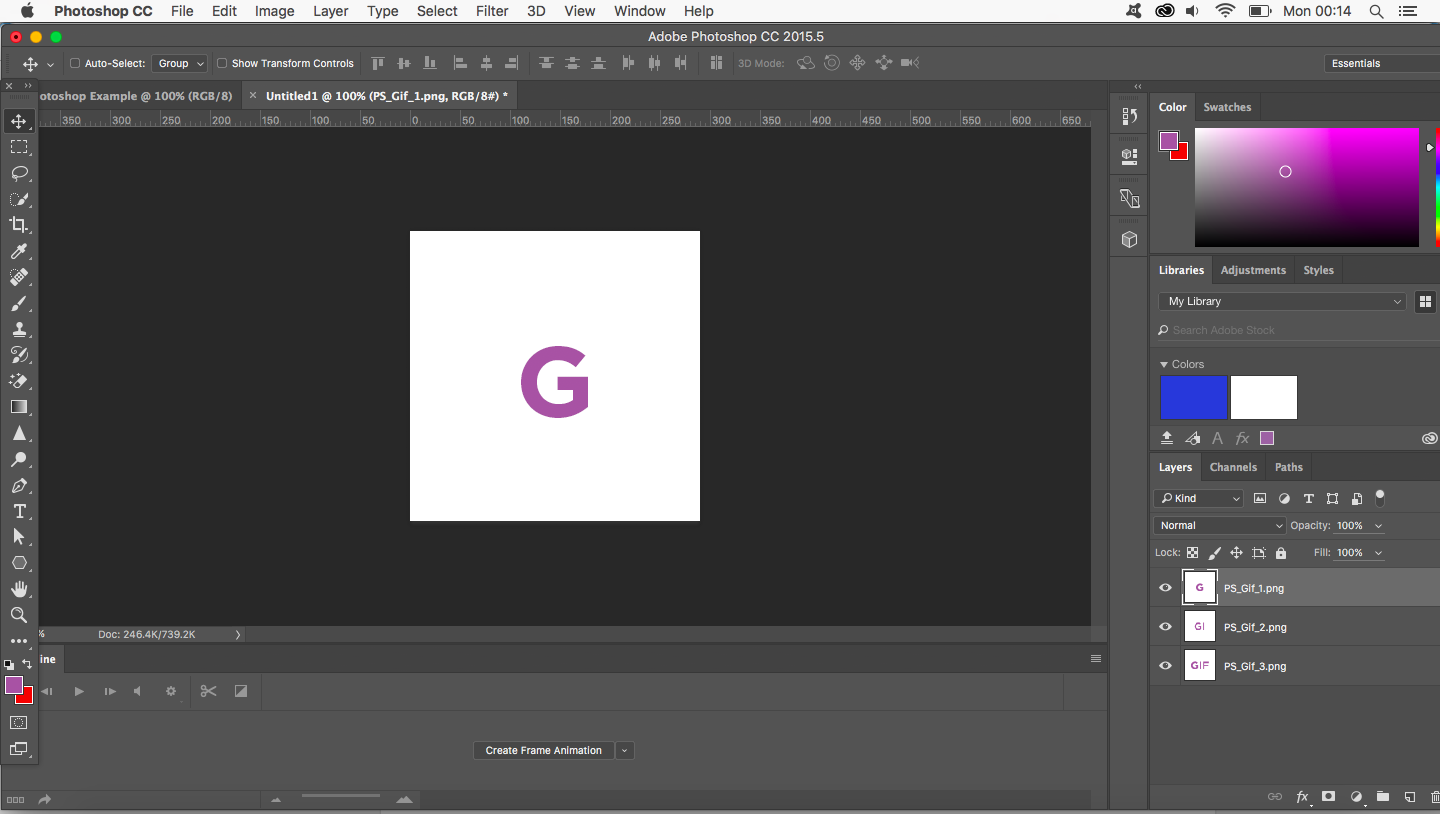 Photoshop CC File Edit Image Layer Type Select Filter 3D View Window Help Mon 00:14
Adobe Photoshop CC 2015.5
Auto-Select: Group Show Transform Controls 3D Mode: Essentials
otoshop Example @ 100% (RGB/8) × Untitled1 @ 100% (PS_Gif_1.png, RGB/8#) *
350 300 250 200 150 100 50 0 50 100 150 200 250 300 350 400 450 500 550 600 650
Color Swatches
Libraries Adjustments Styles
My Library
Search Adobe Stock
Colors
G
Layers Channels Paths
Kind
Normal Opacity: 100%
Lock: Fill: 100%
G PS_Gif_1.png
GI PS_Gif_2.png
GIF PS_Gif_3.png
% Doc: 246.4K/739.2K
ine
Create Frame Animation
fx